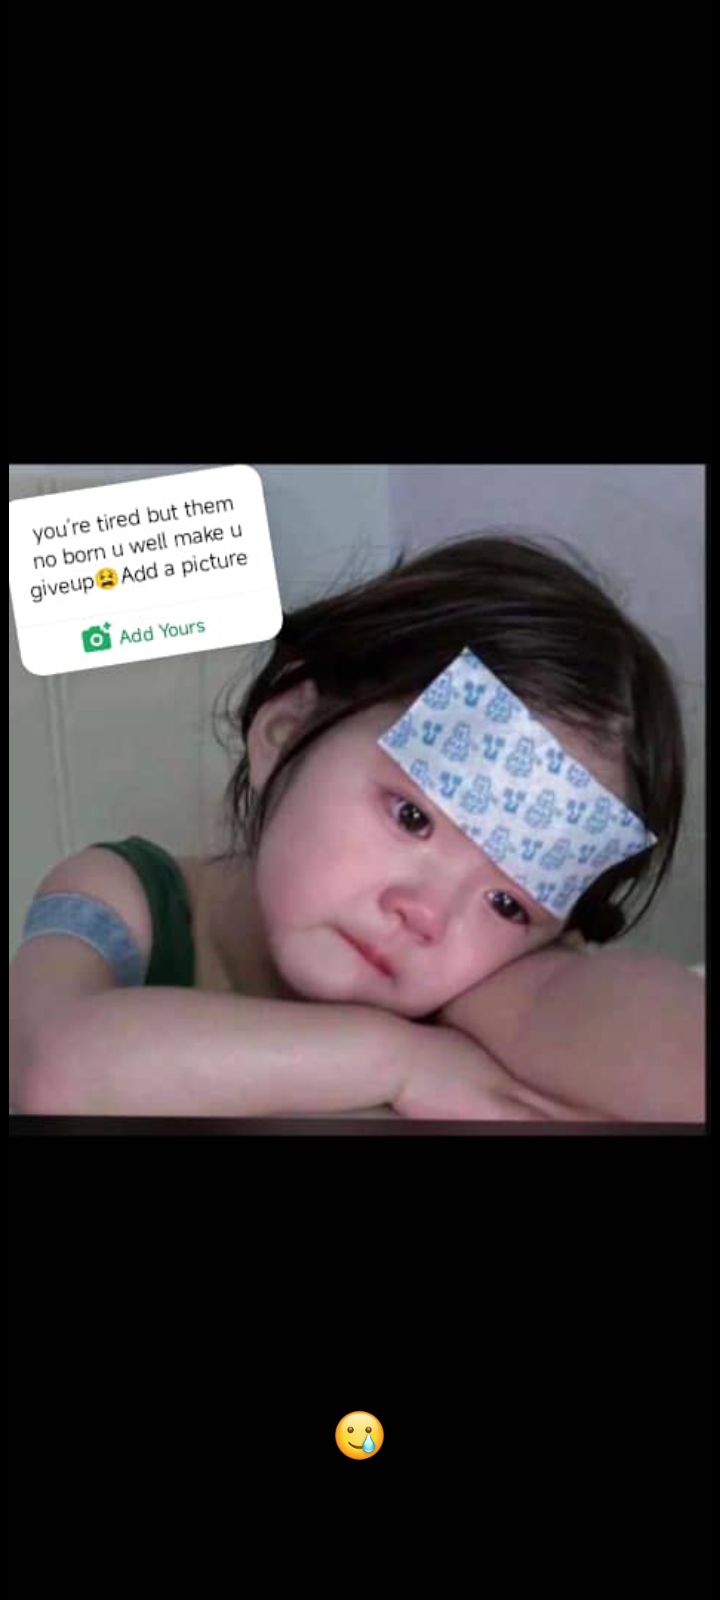 you're tired but them
no born u well make u
giveup😫Add a picture
Add Yours
🥲